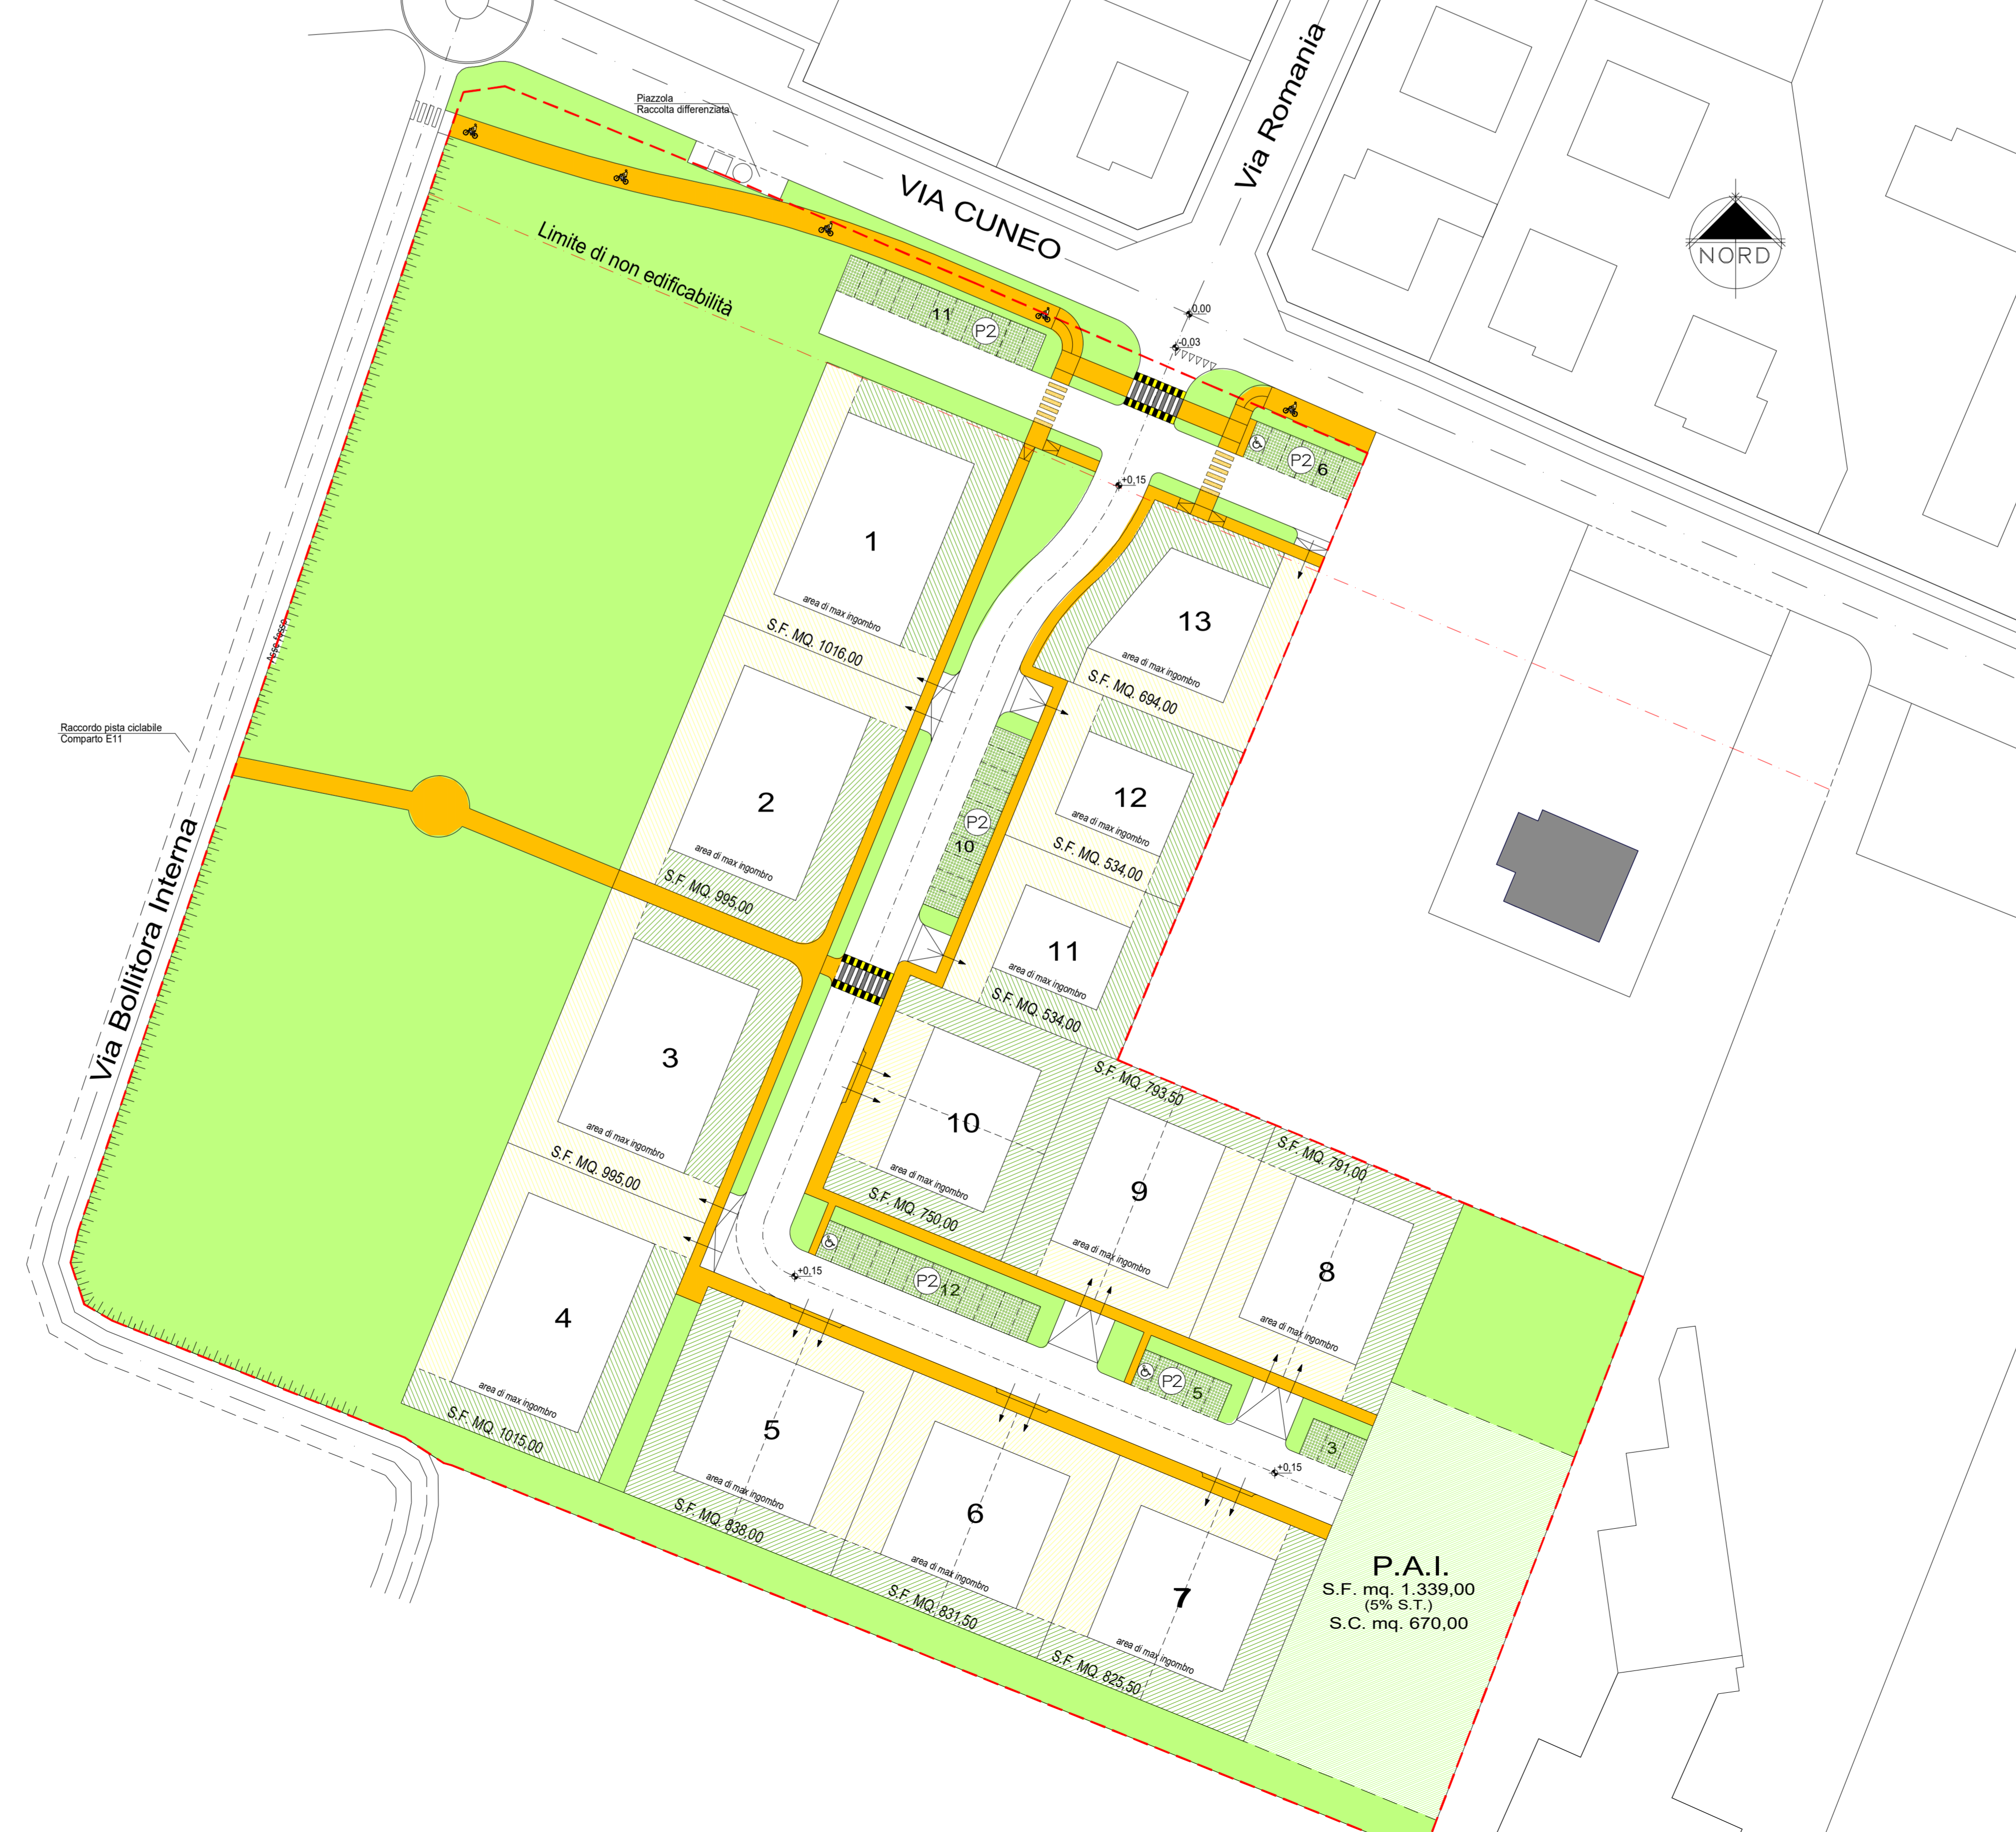 Piazzola
Raccolta differenziata
Via Romania
VIA CUNEO
NORD
Limite di non edificabilità
0,00
-0,03
11
P2
P2
6
+0,15
1
area di max ingombro
S.F. MQ. 1016,00
13
area di max ingombro
S.F. MQ. 694,00
Asse fosso
Raccordo pista ciclabile
Comparto E11
2
area di max ingombro
S.F. MQ. 995,00
P2
10
12
area di max ingombro
S.F. MQ. 534,00
11
area di max ingombro
S.F. MQ. 534,00
Via Bollitora Interna
3
area di max ingombro
S.F. MQ. 995,00
10
area di max ingombro
S.F. MQ. 750,00
S.F. MQ. 793,50
9
area di max ingombro
S.F. MQ. 791,00
8
area di max ingombro
+0,15
P2
12
4
area di max ingombro
S.F. MQ. 1015,00
P2
5
3
+0,15
5
area di max ingombro
S.F. MQ. 838,00
6
area di max ingombro
S.F. MQ. 831,50
7
area di max ingombro
S.F. MQ. 825,50
P.A.I.
S.F. mq. 1.339,00
(5% S.T.)
S.C. mq. 670,00